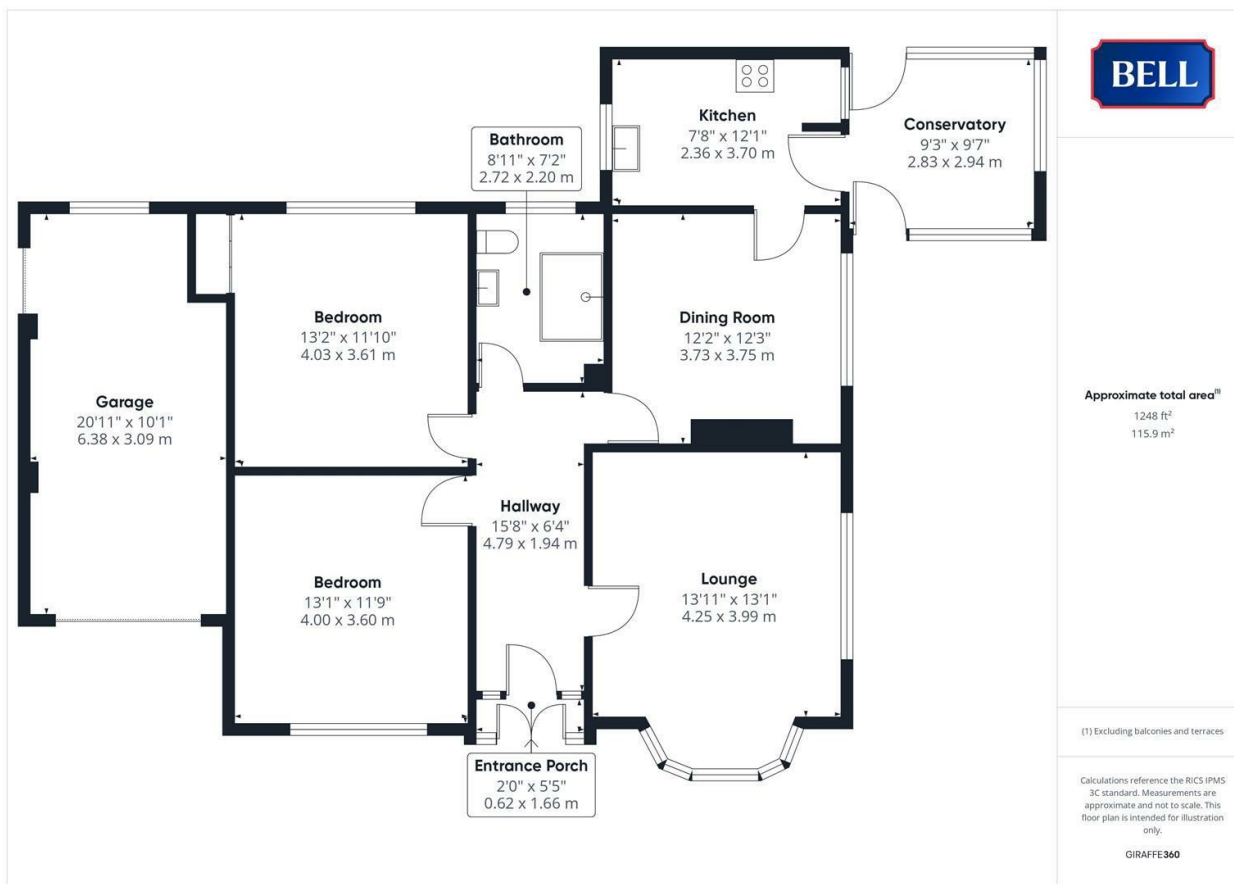 Kitchen
7'8" x 12'1"
2.36 x 3.70 m
Conservatory
9'3" x 9'7"
2.83 x 2.94 m
Bathroom
8'11" x 7'2"
2.72 x 2.20 m
Bedroom
13'2" x 11'10"
4.03 x 3.61 m
Dining Room
12'2" x 12'3"
3.73 x 3.75 m
Garage
20'11" x 10'1"
6.38 x 3.09 m
Hallway
15'8" x 6'4"
4.79 x 1.94 m
Bedroom
13'1" x 11'9"
4.00 x 3.60 m
Lounge
13'11" x 13'1"
4.25 x 3.99 m
Entrance Porch
2'0" x 5'5"
0.62 x 1.66 m
BELL
Approximate total area⁽¹⁾
1248 ft²
115.9 m²
(1) Excluding balconies and terraces
Calculations reference the RICS IPMS
3C standard. Measurements are
approximate and not to scale. This
floor plan is intended for illustration
only.
GIRAFFE360